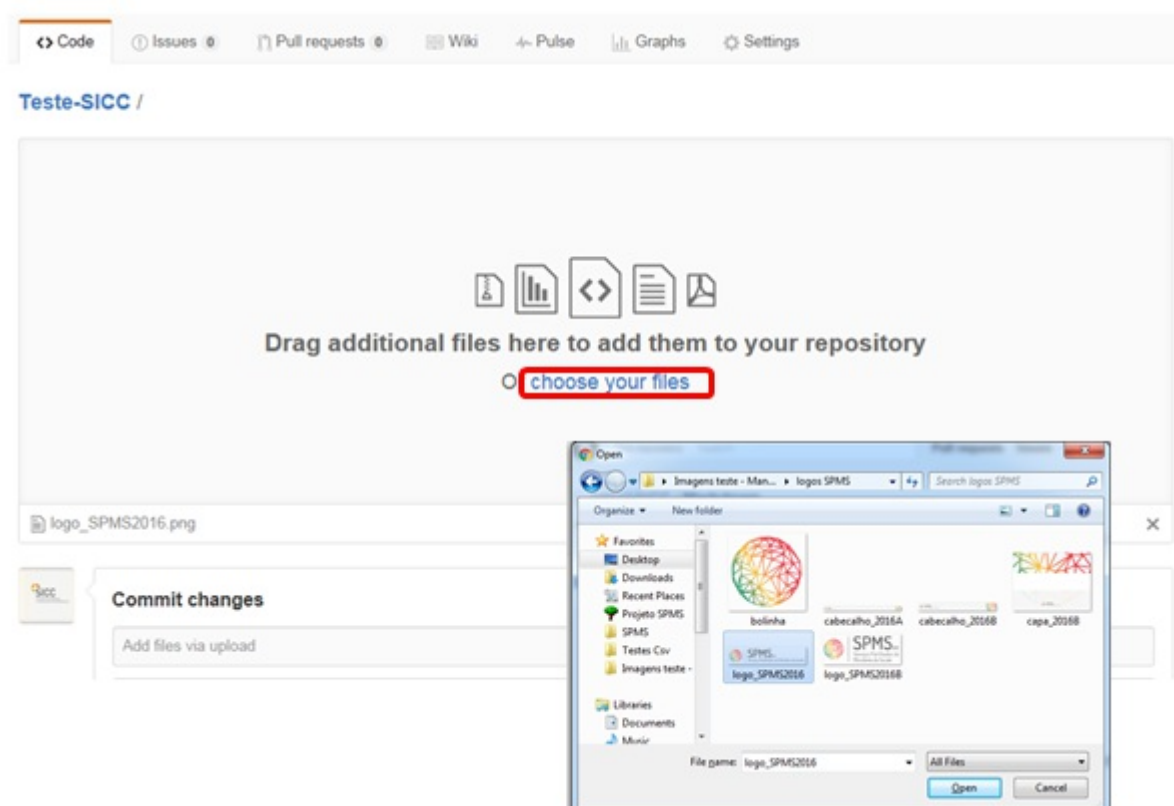 <> Code Issues 0 Pull requests 0 Wiki Pulse Graphs Settings
Teste-SICC /
Drag additional files here to add them to your repository
O choose your files
logo_SPMS2016.png
SICC
Commit changes
Add files via upload
Open
Imagens teste - Man... logos SPMS Search logos SPMS
Organize New folder
Favorites
Desktop
Downloads
Recent Places
Projeto SPMS
SPMS
Testes Csv
Imagens teste -
Libraries
Documents
Music
bolinha cabecalho_2016A cabecalho_2016B capa_2016B
SPMS SPMS
logo_SPMS2016 logo_SPMS2016B
File name: logo_SPMS2016 All Files
Open Cancel